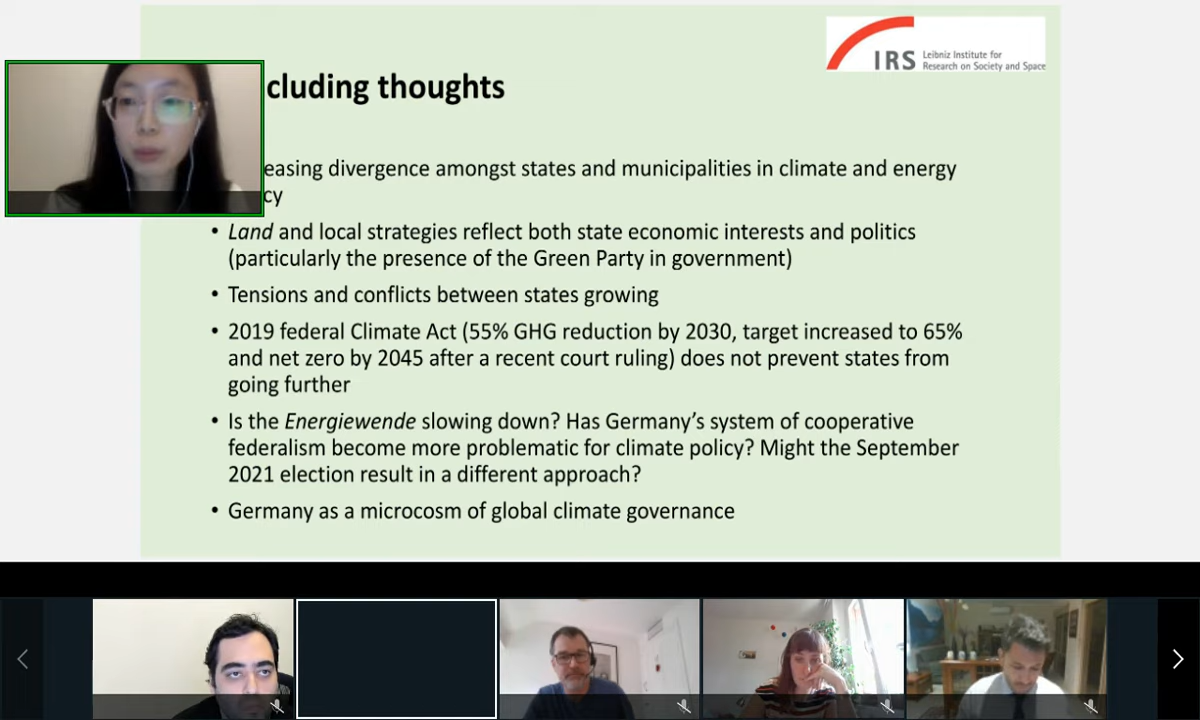 IRS
Leibniz Institute for
Research on Society and Space
cluding thoughts
easing divergence amongst states and municipalities in climate and energy
cy
• Land and local strategies reflect both state economic interests and politics
(particularly the presence of the Green Party in government)
• Tensions and conflicts between states growing
• 2019 federal Climate Act (55% GHG reduction by 2030, target increased to 65%
and net zero by 2045 after a recent court ruling) does not prevent states from
going further
• Is the Energiewende slowing down? Has Germany’s system of cooperative
federalism become more problematic for climate policy? Might the September
2021 election result in a different approach?
• Germany as a microcosm of global climate governance